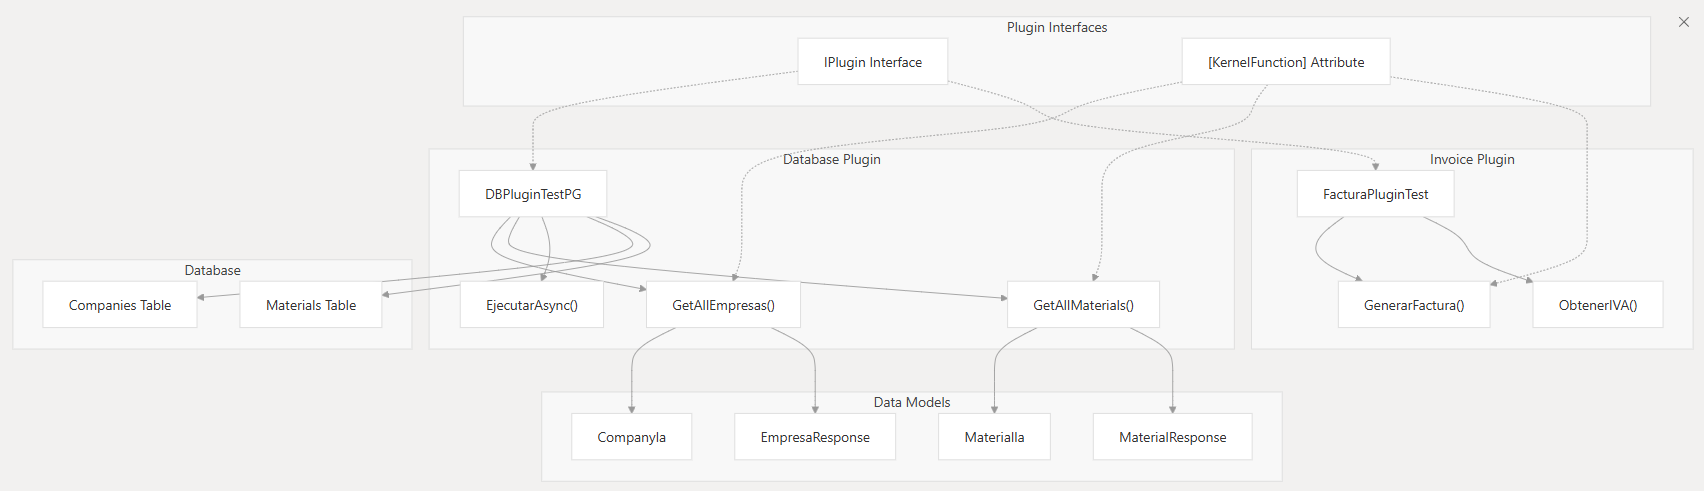 Plugin Interfaces
IPlugin Interface
[KernelFunction] Attribute
Database Plugin
Invoice Plugin
DBPluginTestPG
FacturaPluginTest
Database
Companies Table
Materials Table
EjecutarAsync()
GetAllEmpresas()
GetAllMaterials()
GenerarFactura()
ObtenerIVA()
Data Models
CompanyIa
EmpresaResponse
MaterialIa
MaterialResponse